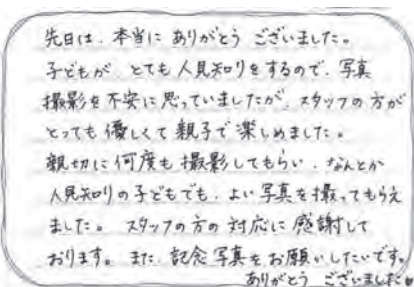 先日は、本当に ありがとう ございました。
子どもが、とても人見知りをするので、写真
撮影を不安に思っていましたが、スタッフの方が
とっても優しくて親子で楽しめました。
親切に何度も撮影してもらい、なんとか
人見知りの子どもでも、よい写真を撮ってもらえ
ました。スタッフの方の対応に感謝して
おります。また、記念写真をお願いしたいです。
ありがとう ございました♥